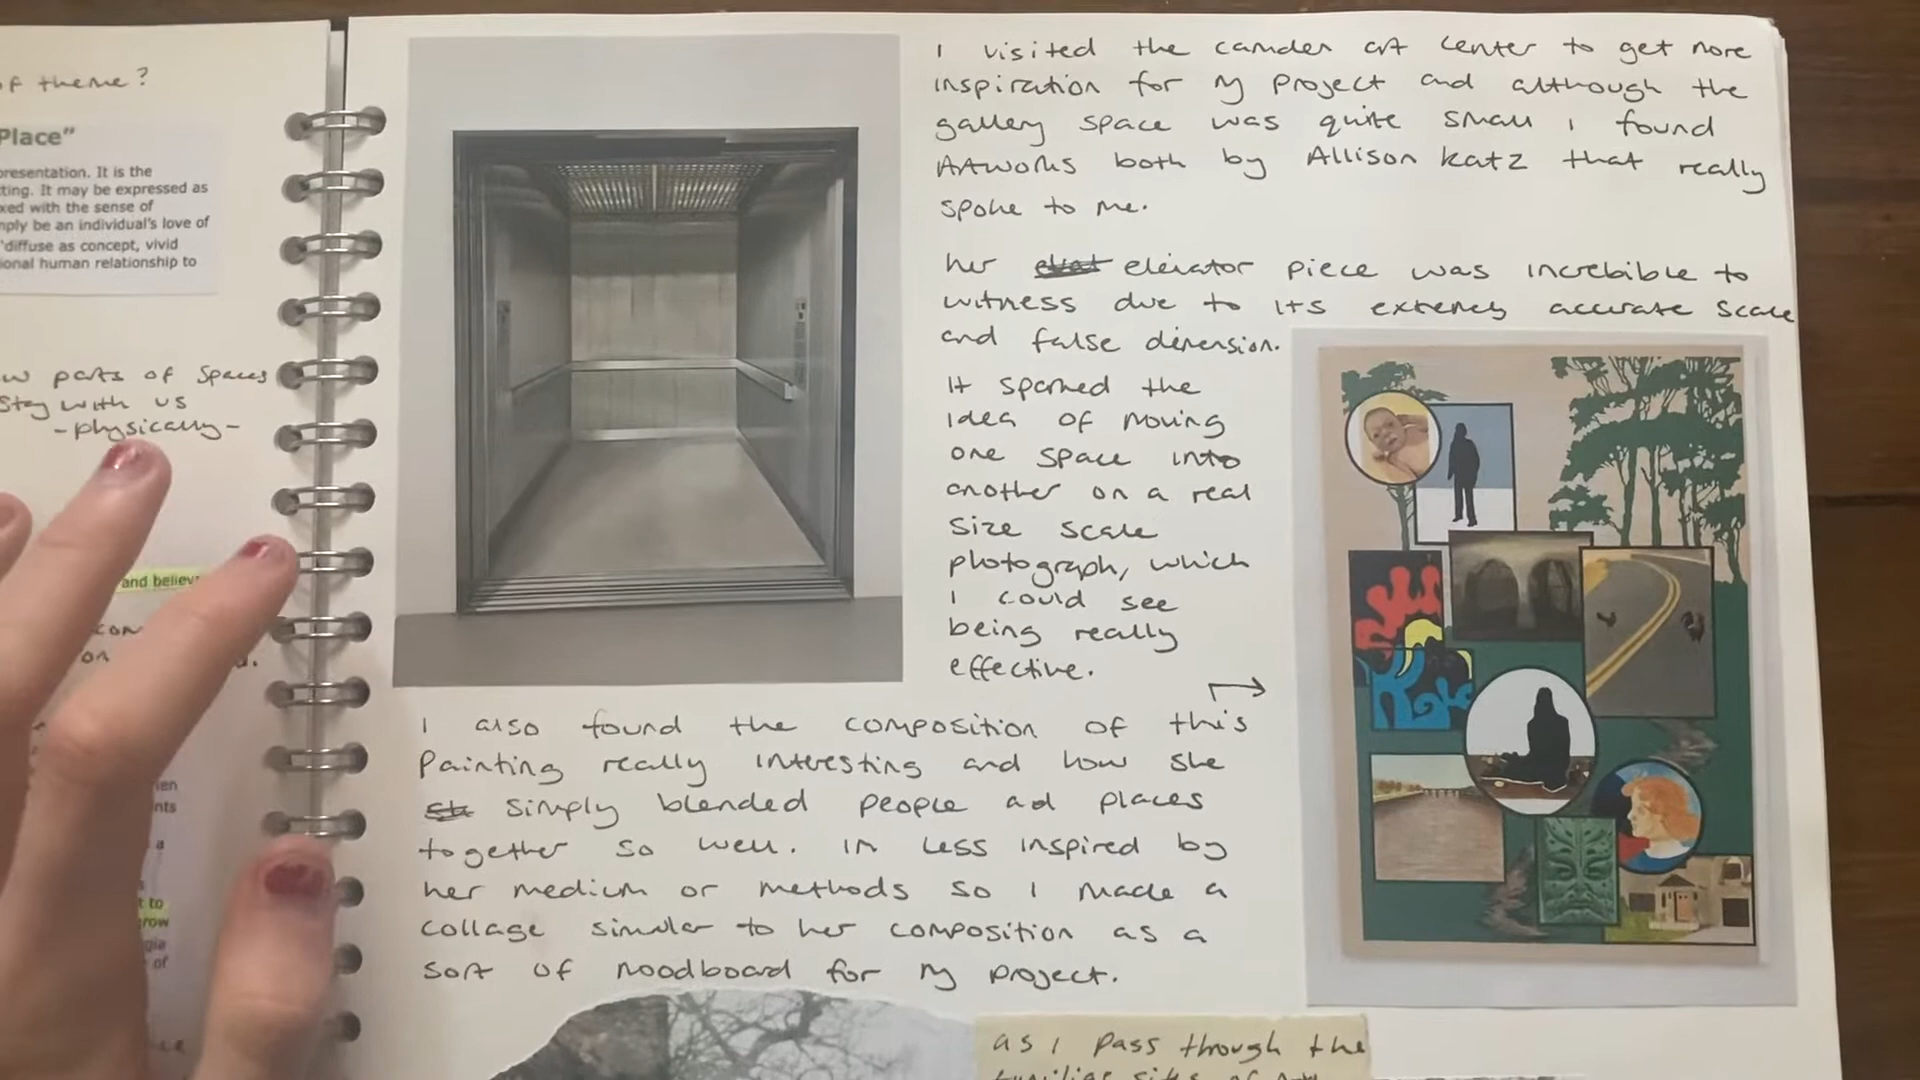 of theme?
Place”
presentation. It is the
ting. It may be expressed as
xed with the sense of
mply be an individual's love of
'diffuse as concept, vivid
ional human relationship to
parts of spaces
stay with us
-physically-
and believ
I visited the camden art center to get more
inspiration for my project and although the
gallery space was quite small I found
Artworks both by Allison Katz that really
spoke to me.
her elevator piece was increbible to
witness due to its extremely accurate scale
and false dimension.
It sparked the
idea of moving
one space into
another on a real
size scale
photograph, which
I could see
being really
effective.
I also found the composition of this
Painting really interesting and how she
simply blended people and places
together so well. Im less inspired by
her medium or methods so I made a
collage similar to her composition as a
sort of moodboard for my project.
as I pass through the